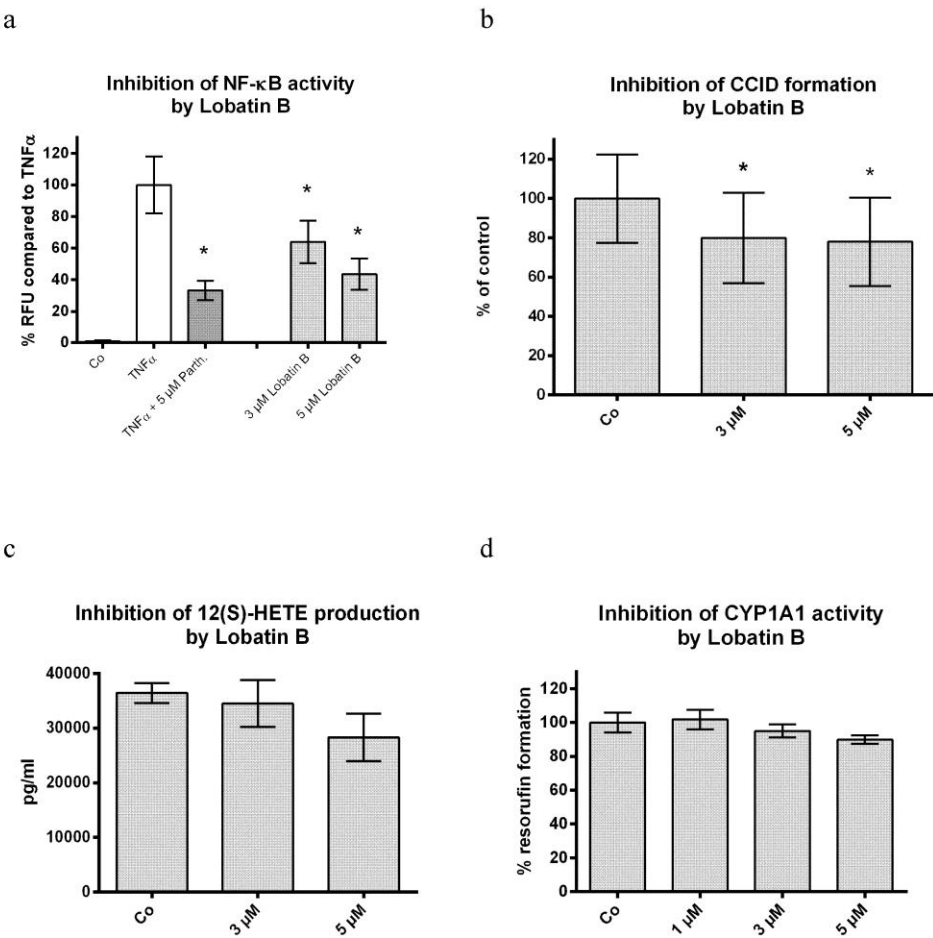 a
Inhibition of NF-κB activity
by Lobatin B
% RFU compared to TNFα
120
100
80
60
40
20
0
*
*
*
Co
TNFα
TNFα + 5 µM Parth.
3 µM Lobatin B
5 µM Lobatin B
b
Inhibition of CCID formation
by Lobatin B
% of control
120
100
80
60
40
20
0
*
*
Co
3 µM
5 µM
c
Inhibition of 12(S)-HETE production
by Lobatin B
pg/ml
40000
30000
20000
10000
0
Co
3 µM
5 µM
d
Inhibition of CYP1A1 activity
by Lobatin B
% resorufin formation
120
100
80
60
40
20
0
Co
1 µM
3 µM
5 µM